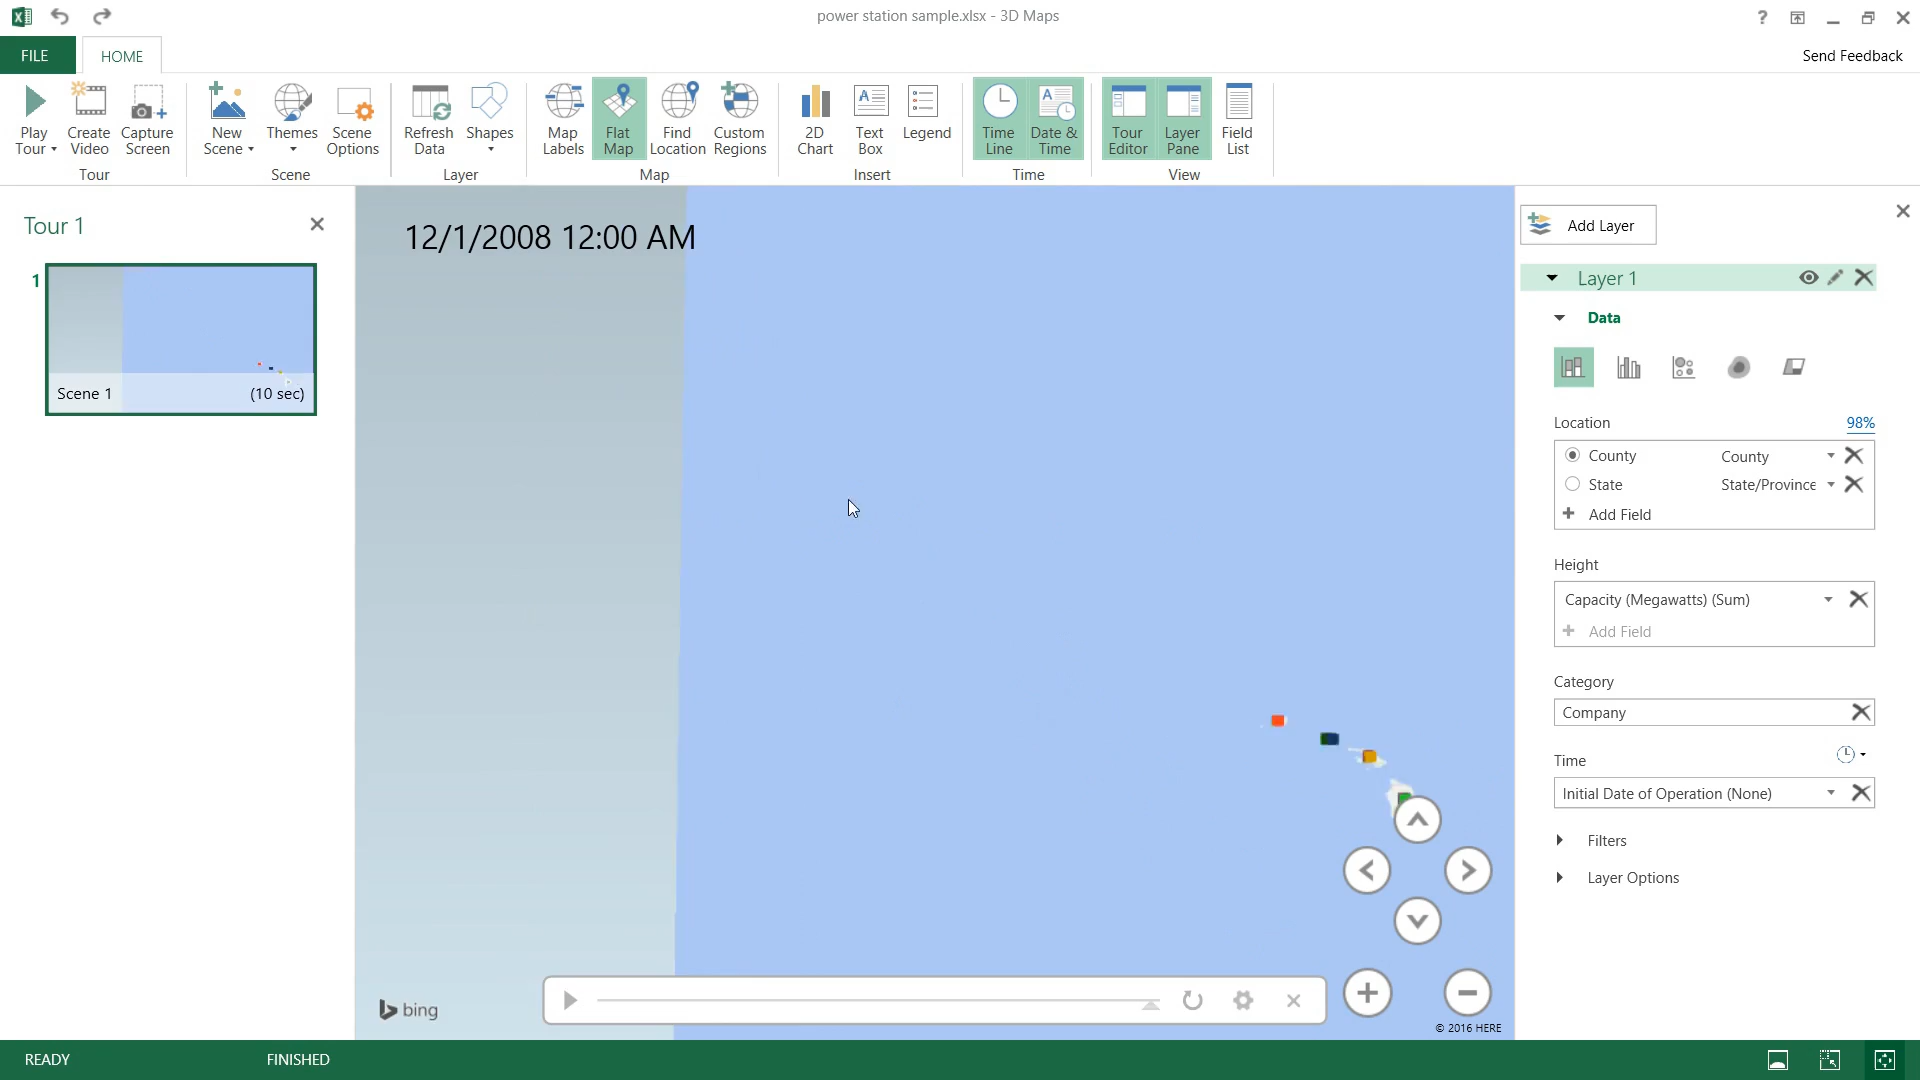 power station sample.xlsx - 3D Maps
?
FILE
HOME
Send Feedback
Play Tour
Create Video
Capture Screen
New Scene
Themes
Scene Options
Refresh Data
Shapes
Map Labels
Flat Map
Find Location
Custom Regions
2D Chart
Text Box
Legend
Time Line
Date & Time
Tour Editor
Layer Pane
Field List
Tour
Scene
Layer
Map
Insert
Time
View
Tour 1
1
Scene 1 (10 sec)
12/1/2008 12:00 AM
bing
© 2016 HERE
Add Layer
Layer 1
Data
Location 98%
County County
State State/Province
Add Field
Height
Capacity (Megawatts) (Sum)
Add Field
Category
Company
Time
Initial Date of Operation (None)
Filters
Layer Options
READY FINISHED